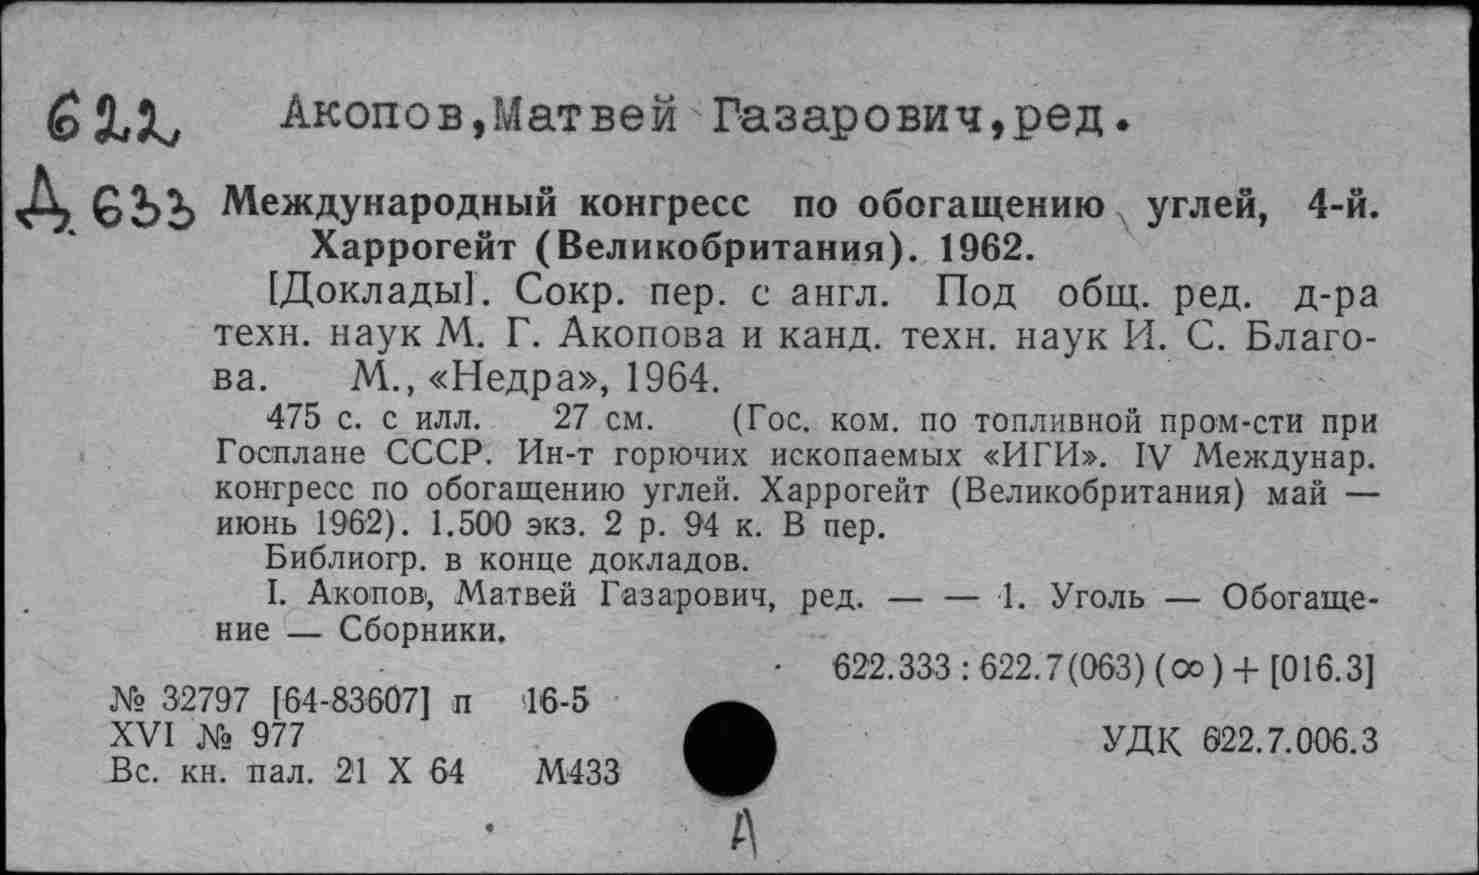 622 Акопов,Матвей Газарович,ред.
Международный конгресс по обогащению углей, 4-й.
Харрогейт (Великобритания). 1962.
[Доклады]. Сокр. пер. с англ. Под общ. ред. д-ра
техн. наук М. Г. Акопова и канд. техн. наук И. С. Благо-
ва. М., «Недра», 1964.
475 с. с илл. 27 см. (Гос. ком. по топливной пром-сти при
Госплане СССР. Ин-т горючих ископаемых «ИГИ». IV Междунар.
конгресс по обогащению углей. Харрогейт (Великобритания) май —
июнь 1962). 1.500 экз. 2 р. 94 к. В пер.
Библиогр. в конце докладов.
I. Акопов, Матвей Газарович, ред. — — 1. Уголь — Обогаще-
ние — Сборники.
622.333 : 622.7(063) (∞) + [016.3]
№ 32797 [64-83607] п 16-5
XVI № 977
УДК 622.7.006.3
Вс. кн. пал. 21 X 64 М433
А